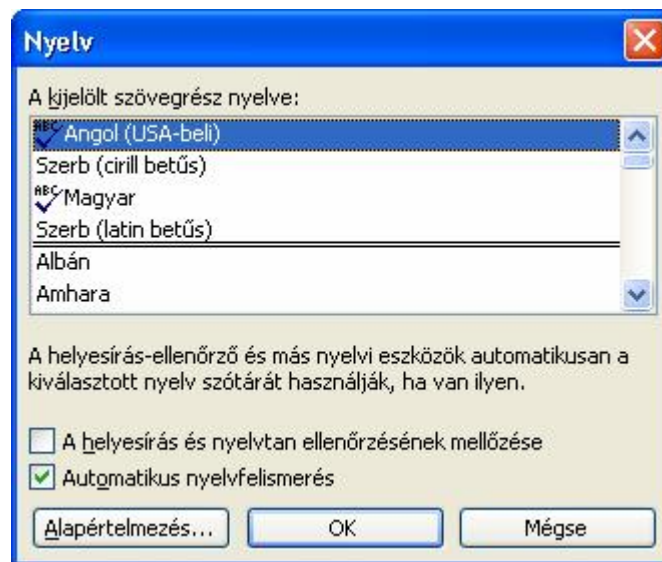 Nyelv
A kijelölt szövegrész nyelve:
ABC Angol (USA-beli)
Szerb (cirill betűs)
ABC Magyar
Szerb (latin betűs)
Albán
Amhara
A helyesírás-ellenőrző és más nyelvi eszközök automatikusan a
kiválasztott nyelv szótárát használják, ha van ilyen.
A helyesírás és nyelvtan ellenőrzésének mellőzése
Automatikus nyelvfelismerés
Alapértelmezés... OK Mégse